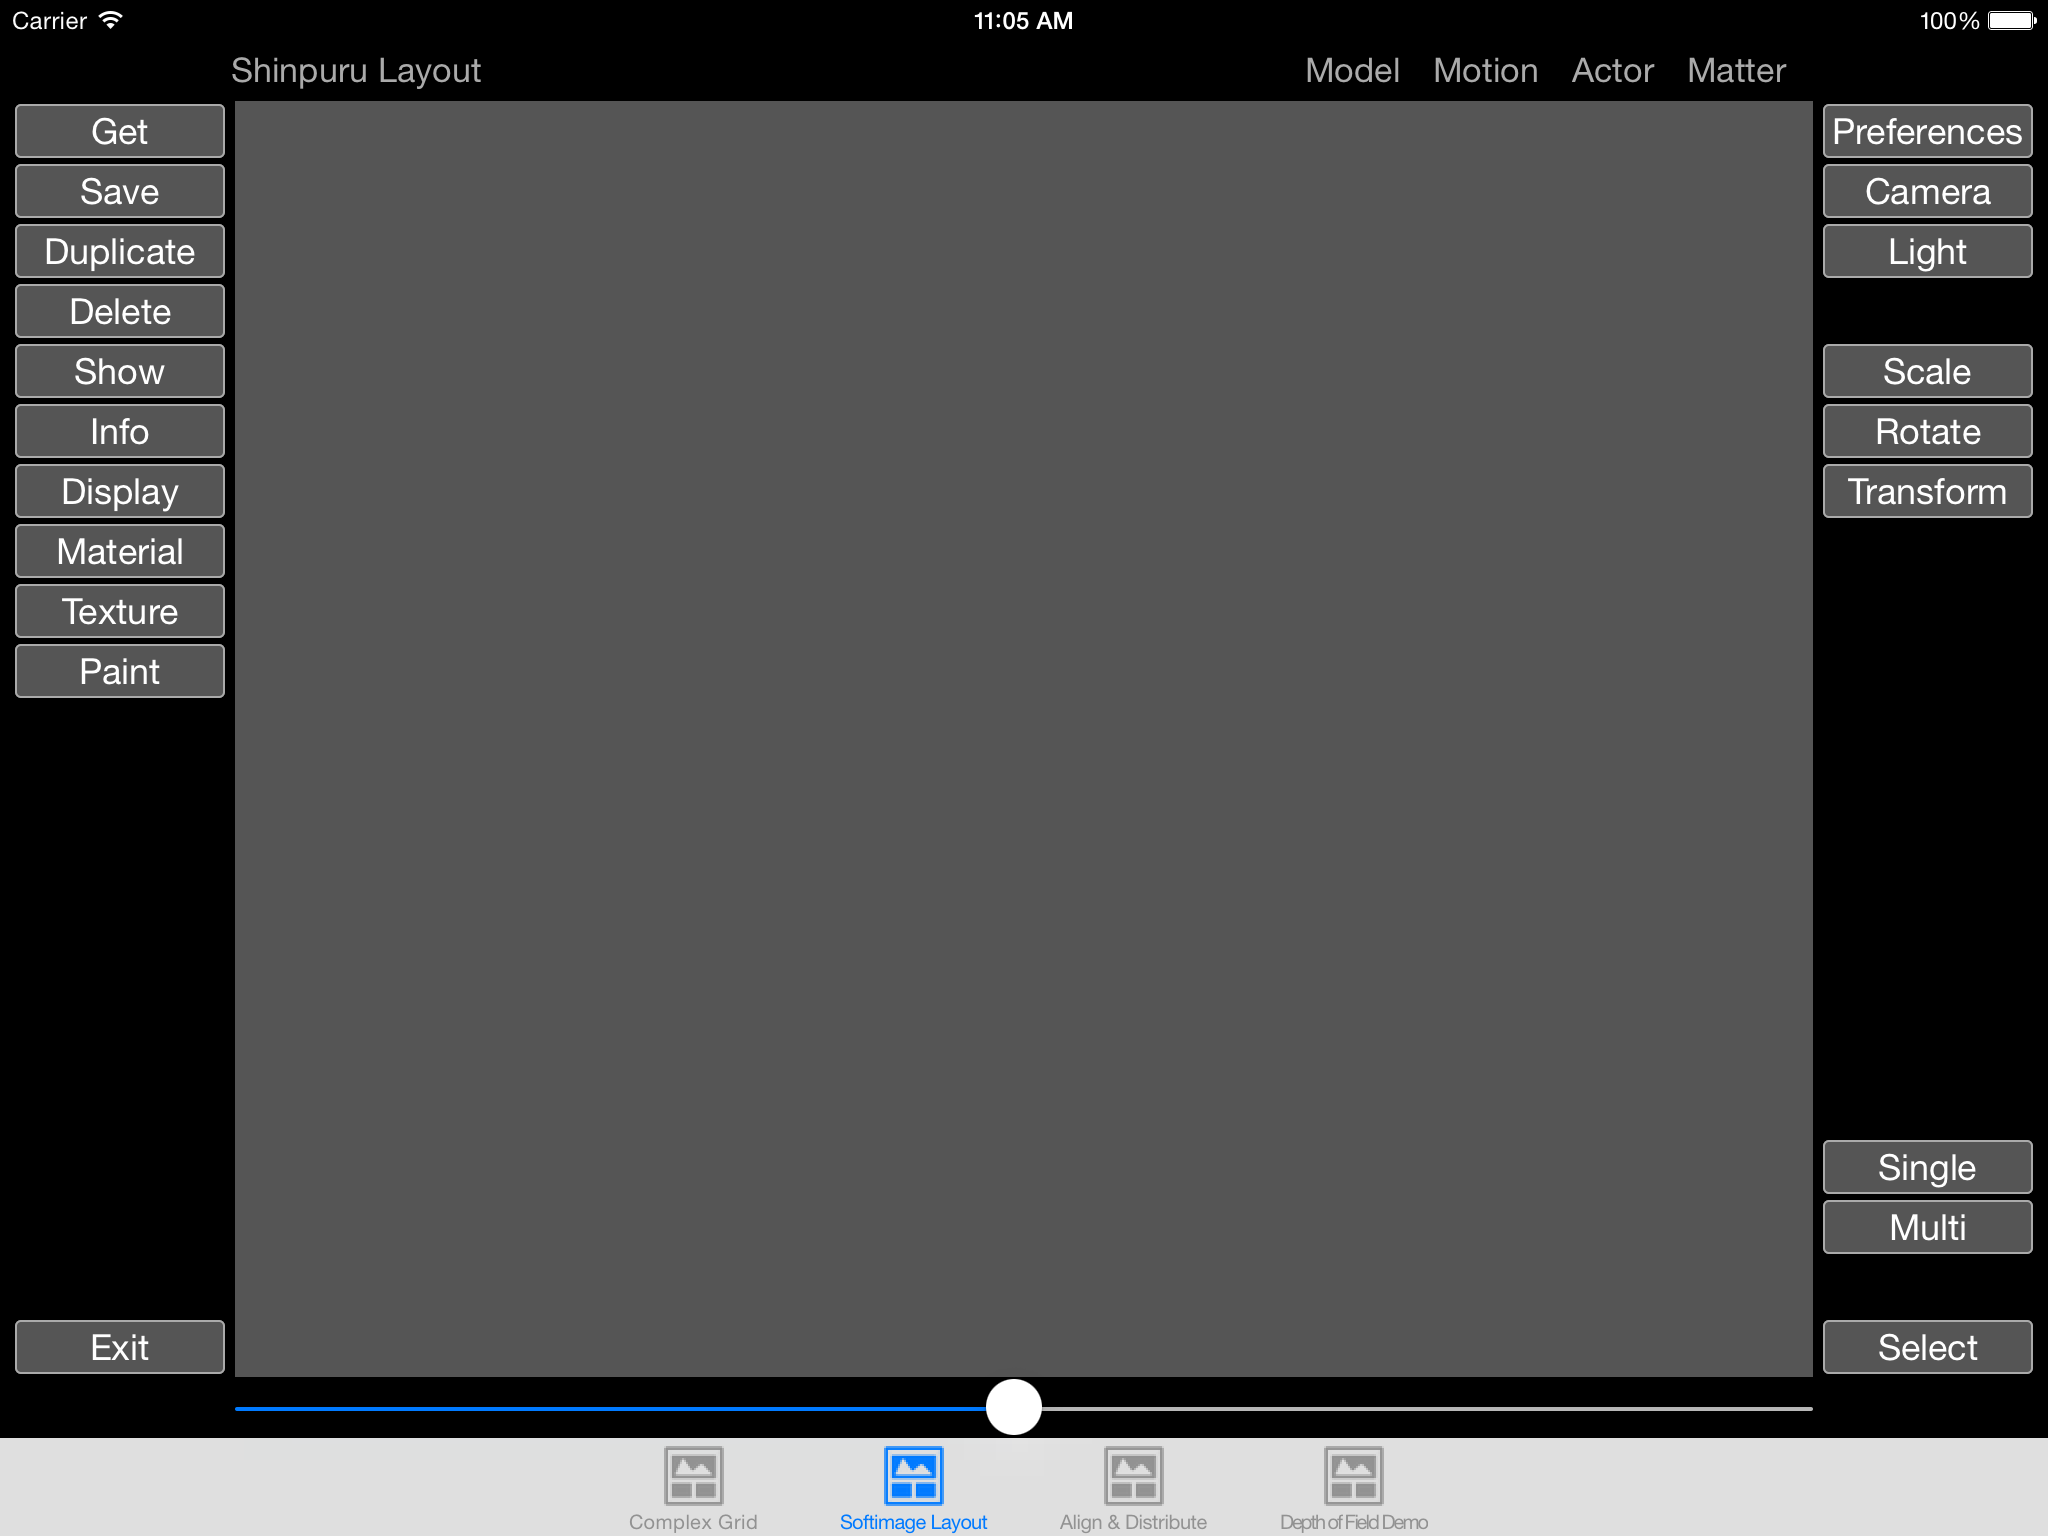 Carrier 11:05 AM 100%
Shinpuru Layout Model Motion Actor Matter
Get
Save
Duplicate
Delete
Show
Info
Display
Material
Texture
Paint
Exit
Preferences
Camera
Light
Scale
Rotate
Transform
Single
Multi
Select
Complex Grid Softimage Layout Align & Distribute Depth of Field Demo